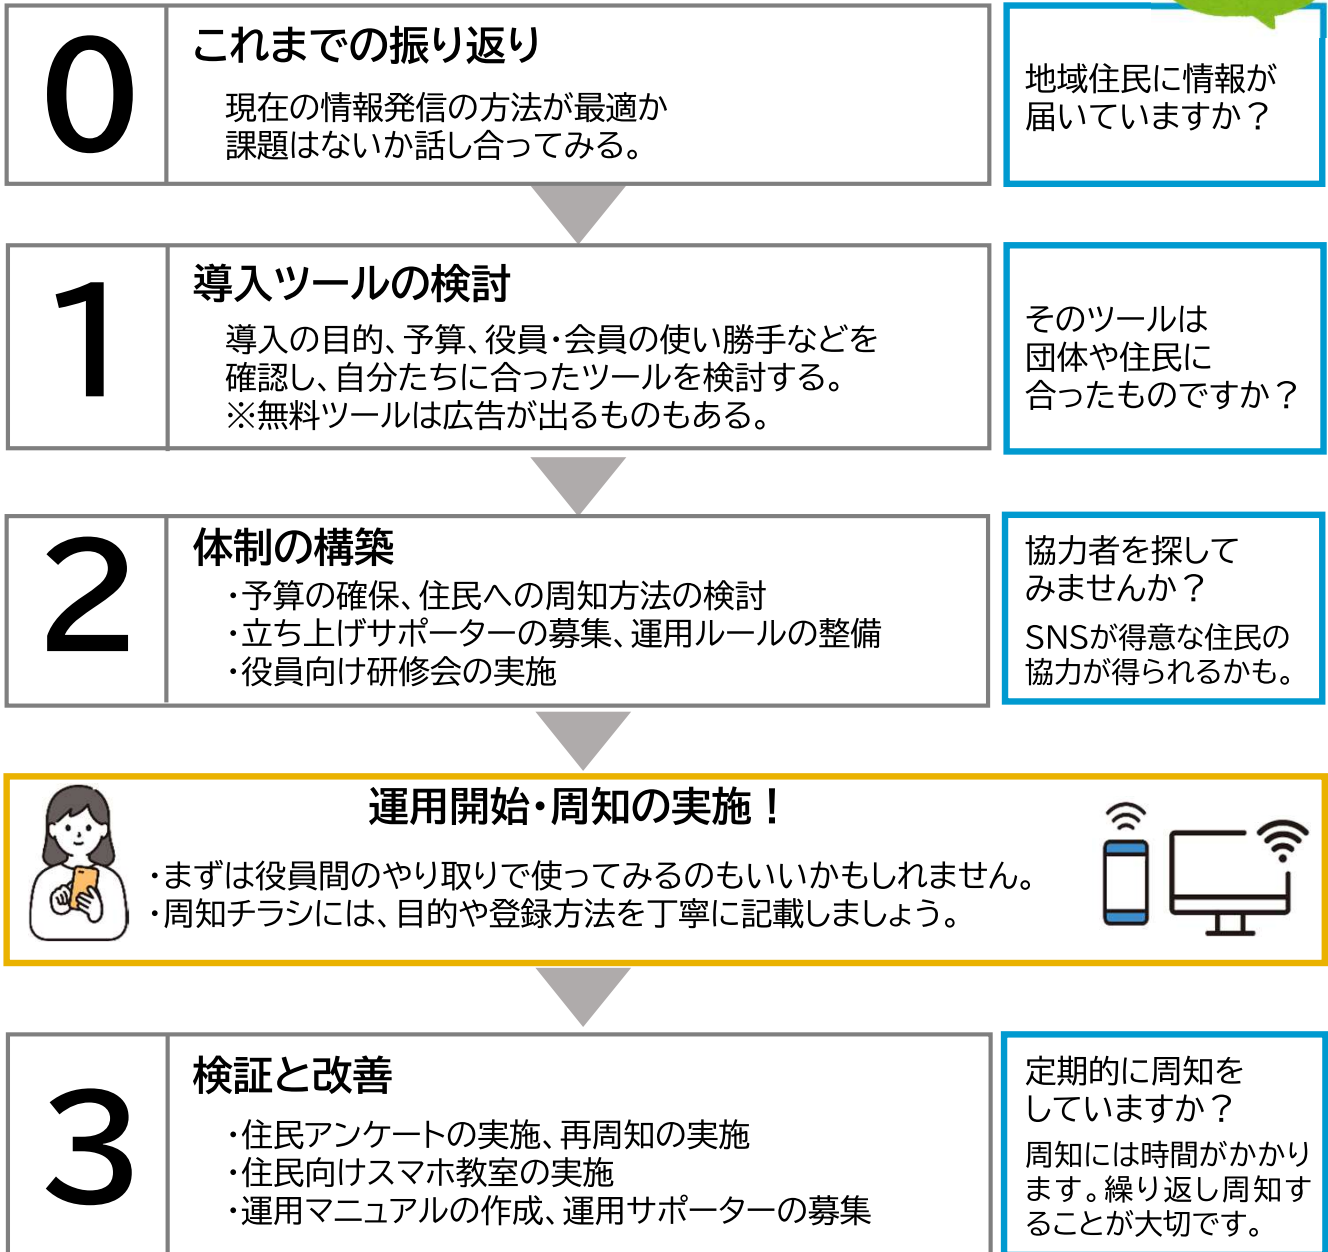 0
これまでの振り返り
現在の情報発信の方法が最適か
課題はないか話し合ってみる。
地域住民に情報が
届いていますか？
1
導入ツールの検討
導入の目的、予算、役員・会員の使い勝手などを
確認し、自分たちに合ったツールを検討する。
※無料ツールは広告が出るものもある。
そのツールは
団体や住民に
合ったものですか？
2
体制の構築
・予算の確保、住民への周知方法の検討
・立ち上げサポーターの募集、運用ルールの整備
・役員向け研修会の実施
協力者を探して
みませんか？
SNSが得意な住民の
協力が得られるかも。
運用開始・周知の実施！
・まずは役員間のやり取りで使ってみるのもいいかもしれません。
・周知チラシには、目的や登録方法を丁寧に記載しましょう。
3
検証と改善
・住民アンケートの実施、再周知の実施
・住民向けスマホ教室の実施
・運用マニュアルの作成、運用サポーターの募集
定期的に周知を
していますか？
周知には時間がかかり
ます。繰り返し周知す
ることが大切です。